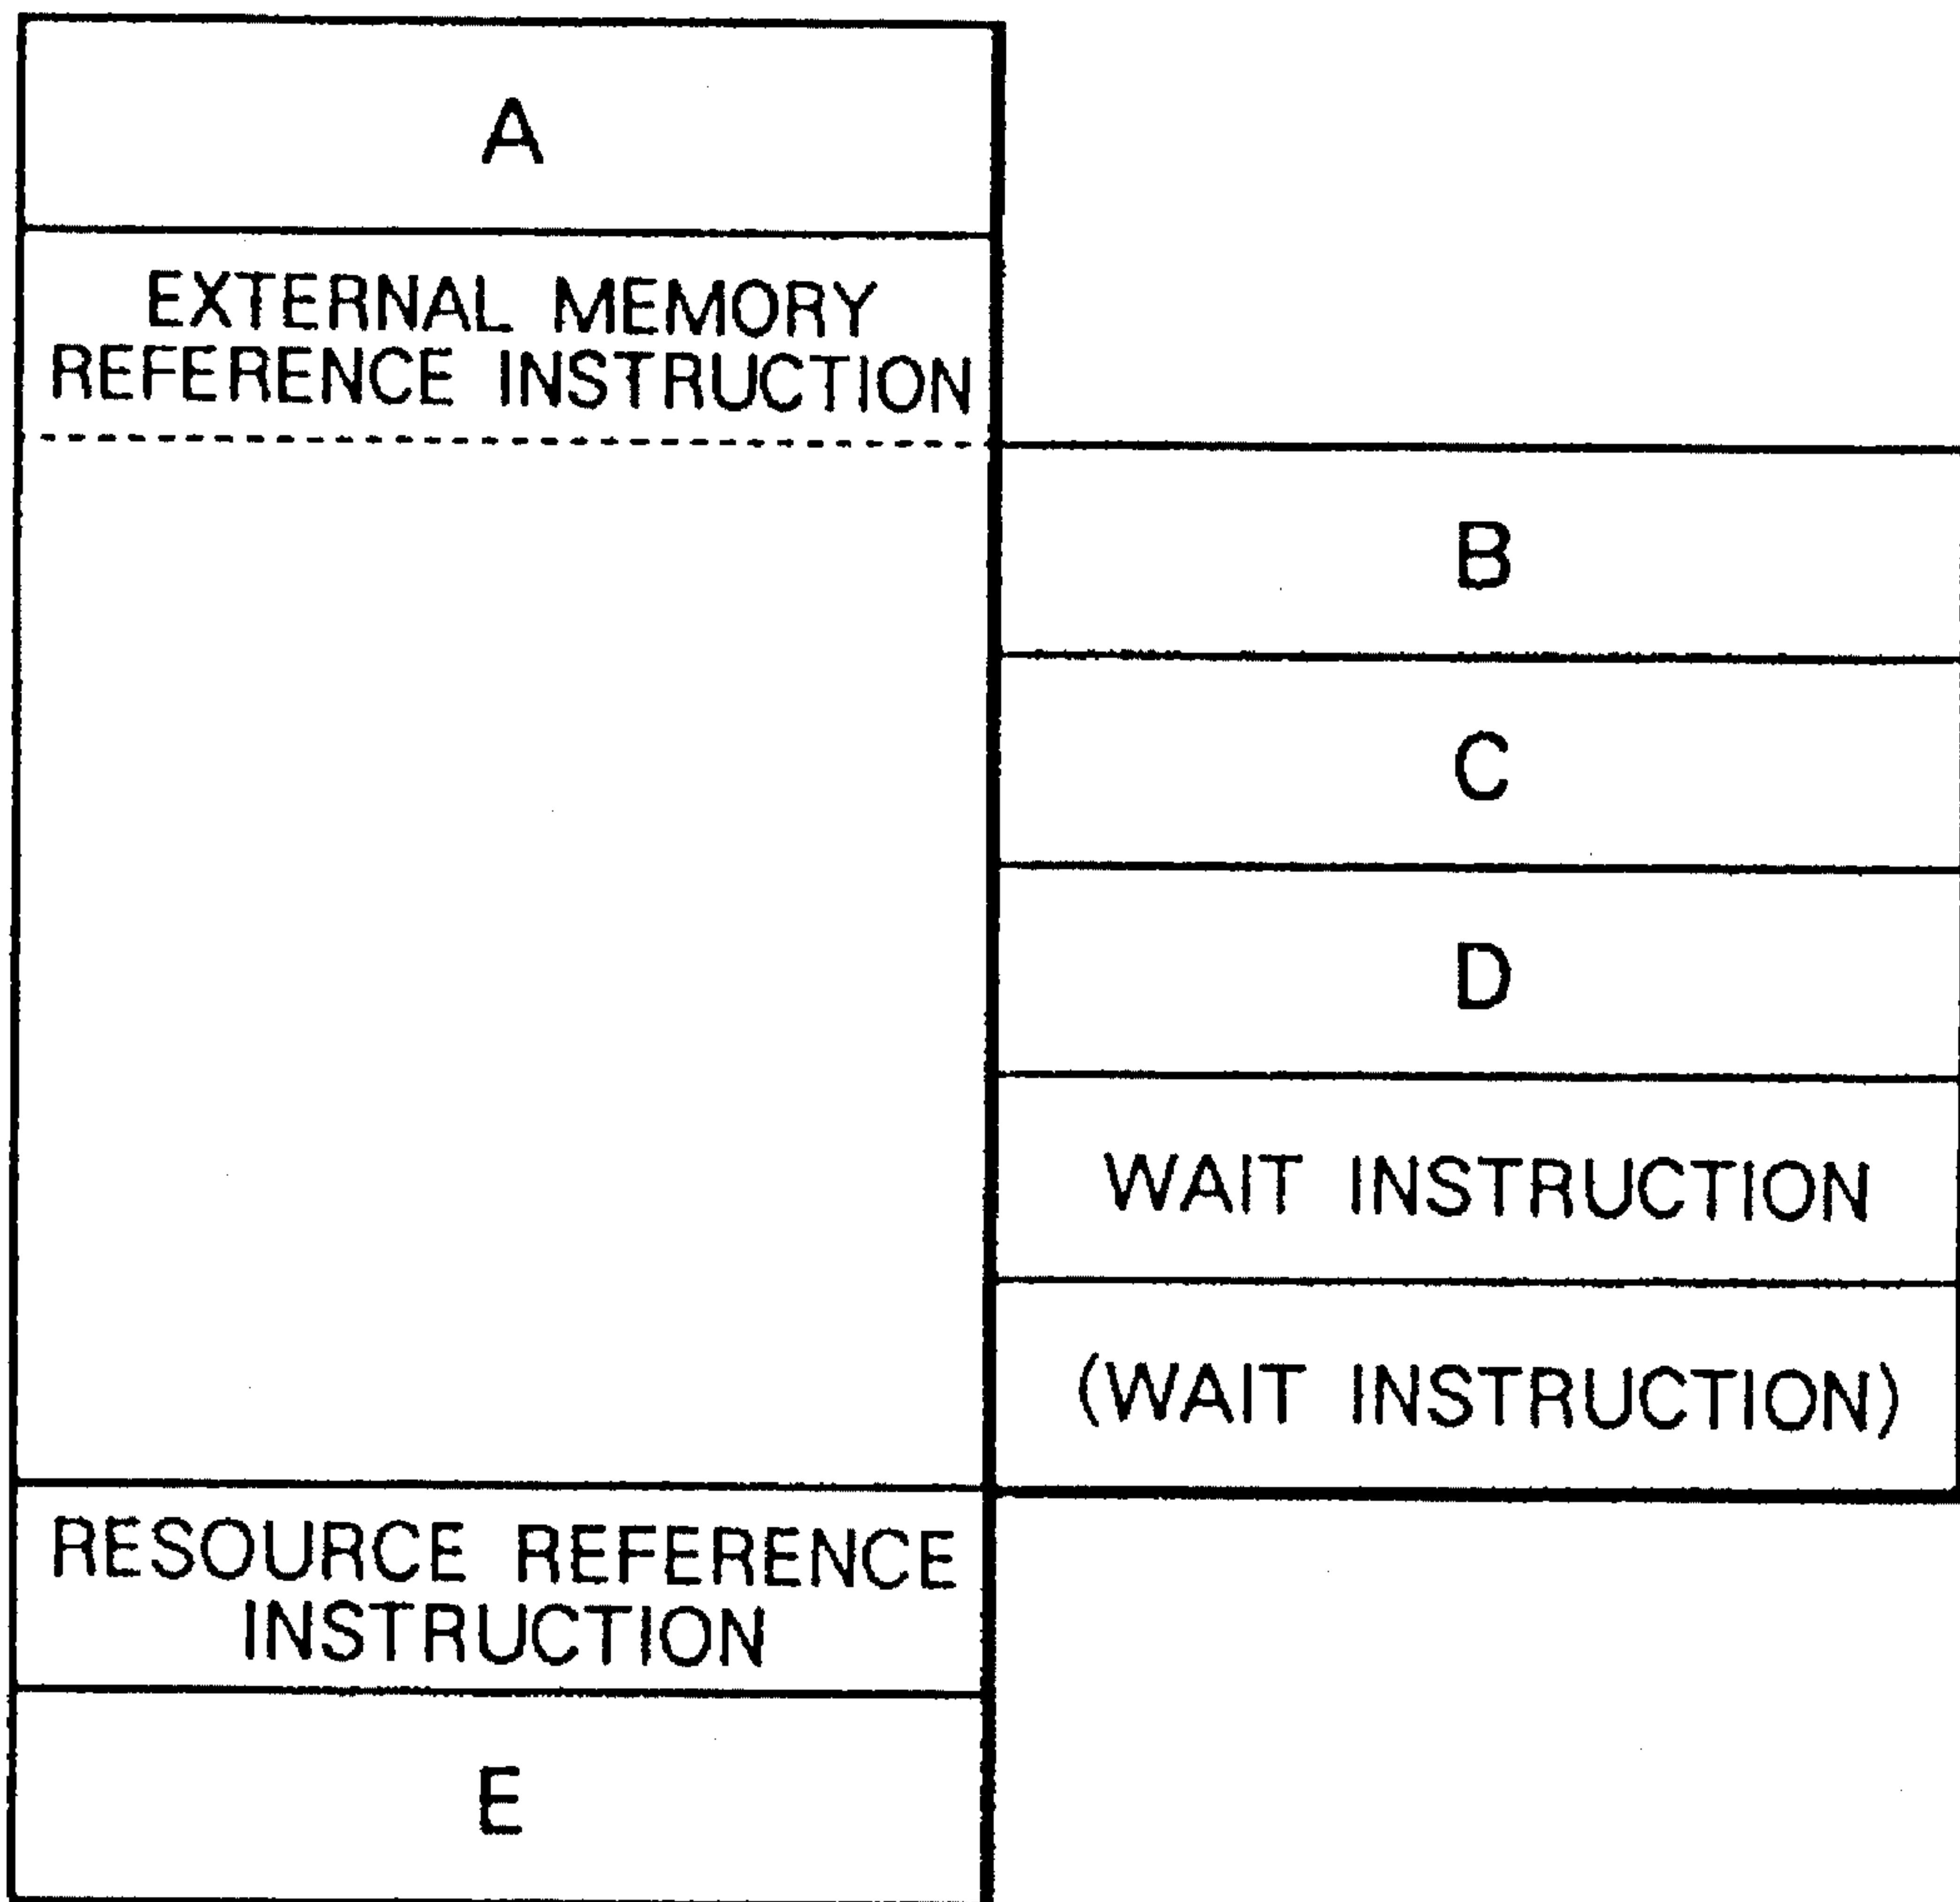 A
EXTERNAL MEMORY
REFERENCE INSTRUCTION
B
C
D
WAIT INSTRUCTION
(WAIT INSTRUCTION)
RESOURCE REFERENCE
INSTRUCTION
E